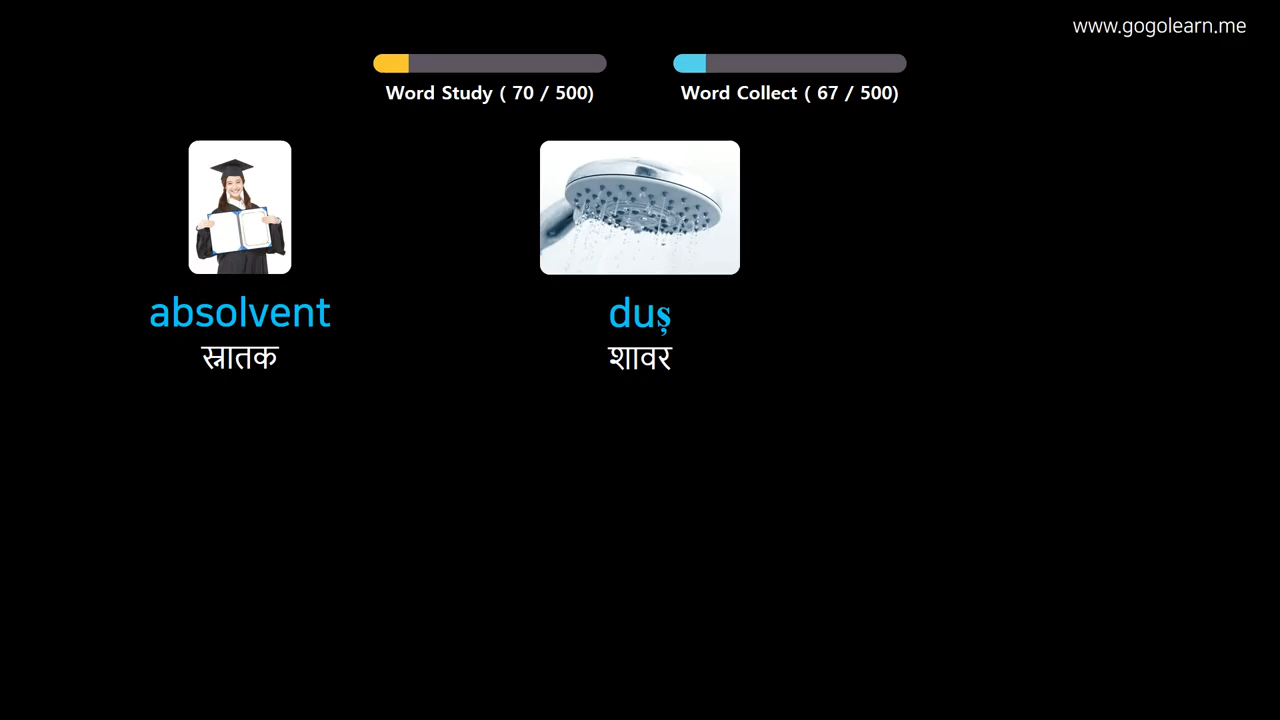 www.gogolearn.me
Word Study ( 70 / 500)
Word Collect ( 67 / 500)
absolvent
स्नातक
duș
शावर